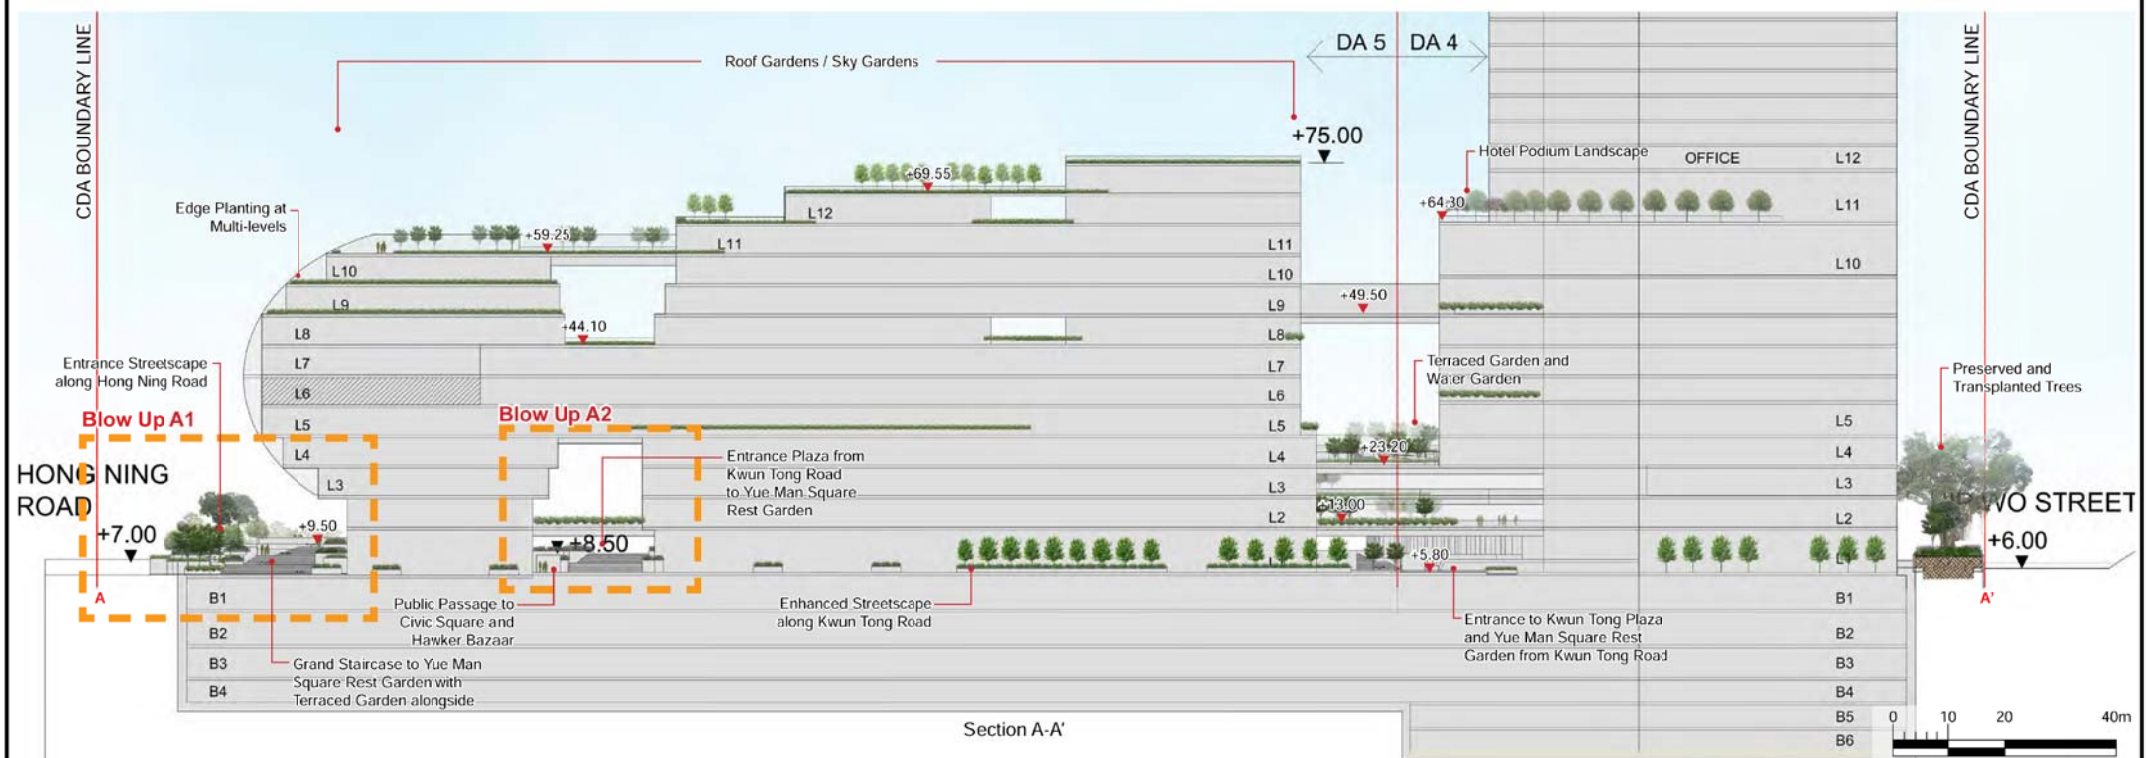 CDA BOUNDARY LINE
Roof Gardens / Sky Gardens
DA 5
DA 4
CDA BOUNDARY LINE
+75.00
Hotel Podium Landscape
OFFICE
L12
+69.55
+64.30
L11
Edge Planting at
Multi-levels
L12
+59.25
L11
L11
L10
L10
L10
L9
L9
+49.50
L8
+44.10
L8
Entrance Streetscape
along Hong Ning Road
L7
L7
Terraced Garden and
Water Garden
Preserved and
Transplanted Trees
L6
L6
Blow Up A1
Blow Up A2
L5
L5
L5
L4
Entrance Plaza from
Kwun Tong Road
to Yue Man Square
Rest Garden
L4
+23.20
L4
HONG NING
ROAD
L3
L3
L3
+13.00
L2
L2
WO STREET
+7.00
+9.50
+8.50
+5.80
+6.00
A
B1
Public Passage to
Civic Square and
Hawker Bazaar
Enhanced Streetscape
along Kwun Tong Road
Entrance to Kwun Tong Plaza
and Yue Man Square Rest
Garden from Kwun Tong Road
B1
A'
B2
B2
B3
Grand Staircase to Yue Man
Square Rest Garden with
Terraced Garden alongside
B3
B4
B4
Section A-A'
B5
B6
0 10 20 40m